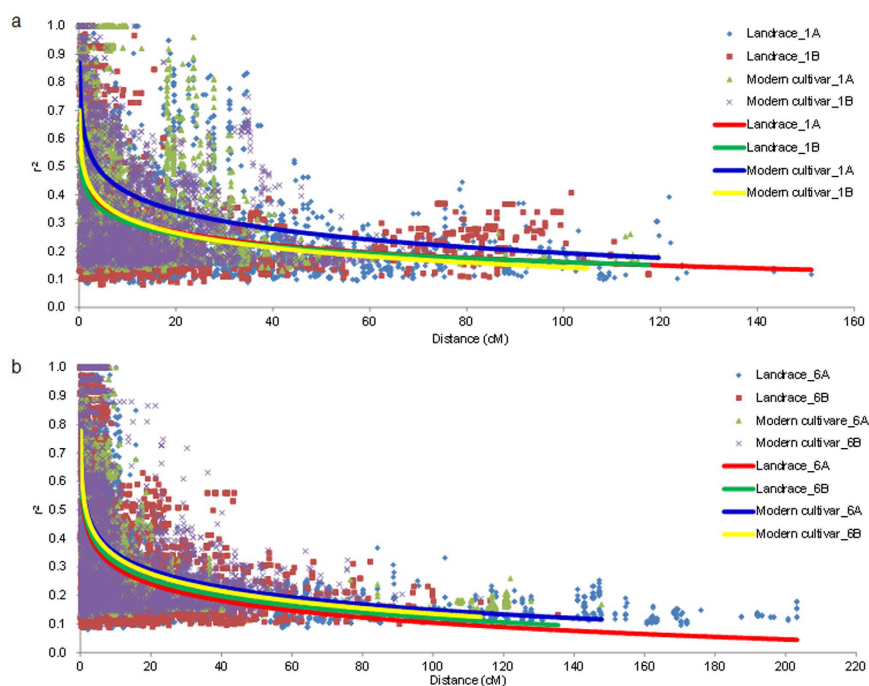 a
1.0
0.9
0.8
0.7
0.6
0.5
0.4
0.3
0.2
0.1
0.0
r²
0 20 40 60 80 100 120 140 160
Distance (cM)
Landrace_1A
Landrace_1B
Modern cultivar_1A
Modern cultivar_1B
Landrace_1A
Landrace_1B
Modern cultivar_1A
Modern cultivar_1B
b
1.0
0.9
0.8
0.7
0.6
0.5
0.4
0.3
0.2
0.1
0.0
r²
0 20 40 60 80 100 120 140 160 180 200 220
Distance (cM)
Landrace_6A
Landrace_6B
Modern cultivare_6A
Modern cultivar_6B
Landrace_6A
Landrace_6B
Modern cultivar_6A
Modern cultivar_6B